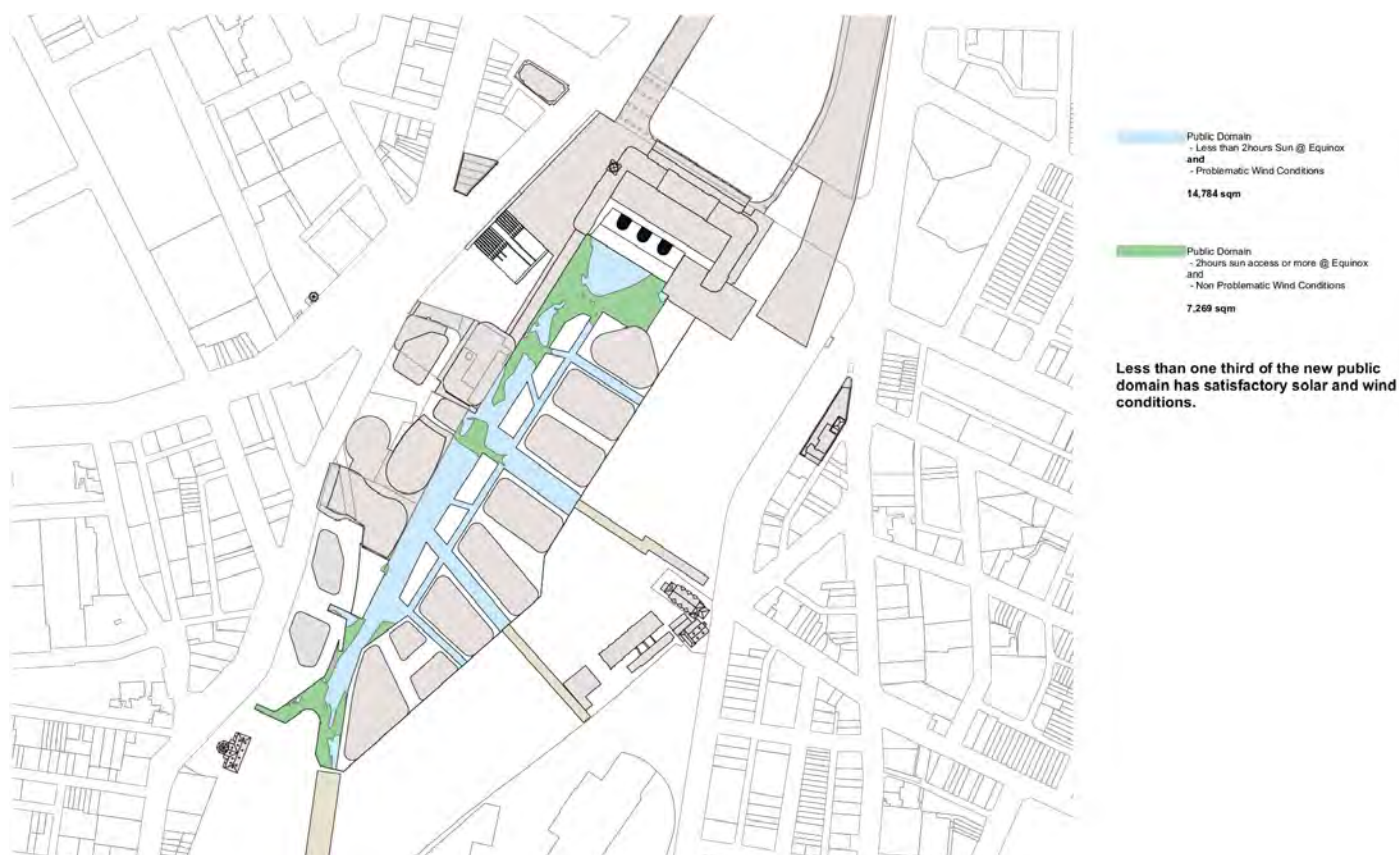 Public Domain
- Less than 2hours Sun @ Equinox
and
- Problematic Wind Conditions
14,784 sqm
Public Domain
- 2hours sun access or more @ Equinox
and
- Non Problematic Wind Conditions
7,269 sqm
Less than one third of the new public
domain has satisfactory solar and wind
conditions.